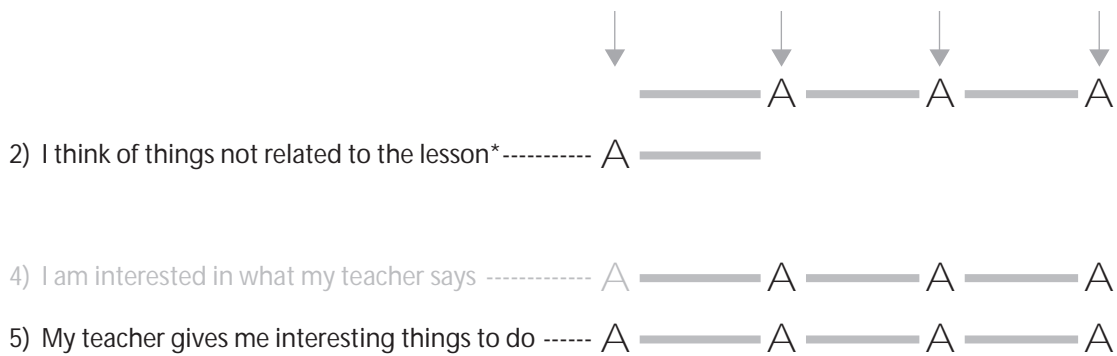 A A A
2) I think of things not related to the lesson* ----------- A
4) I am interested in what my teacher says ------------- A A A A
5) My teacher gives me interesting things to do ------ A A A A